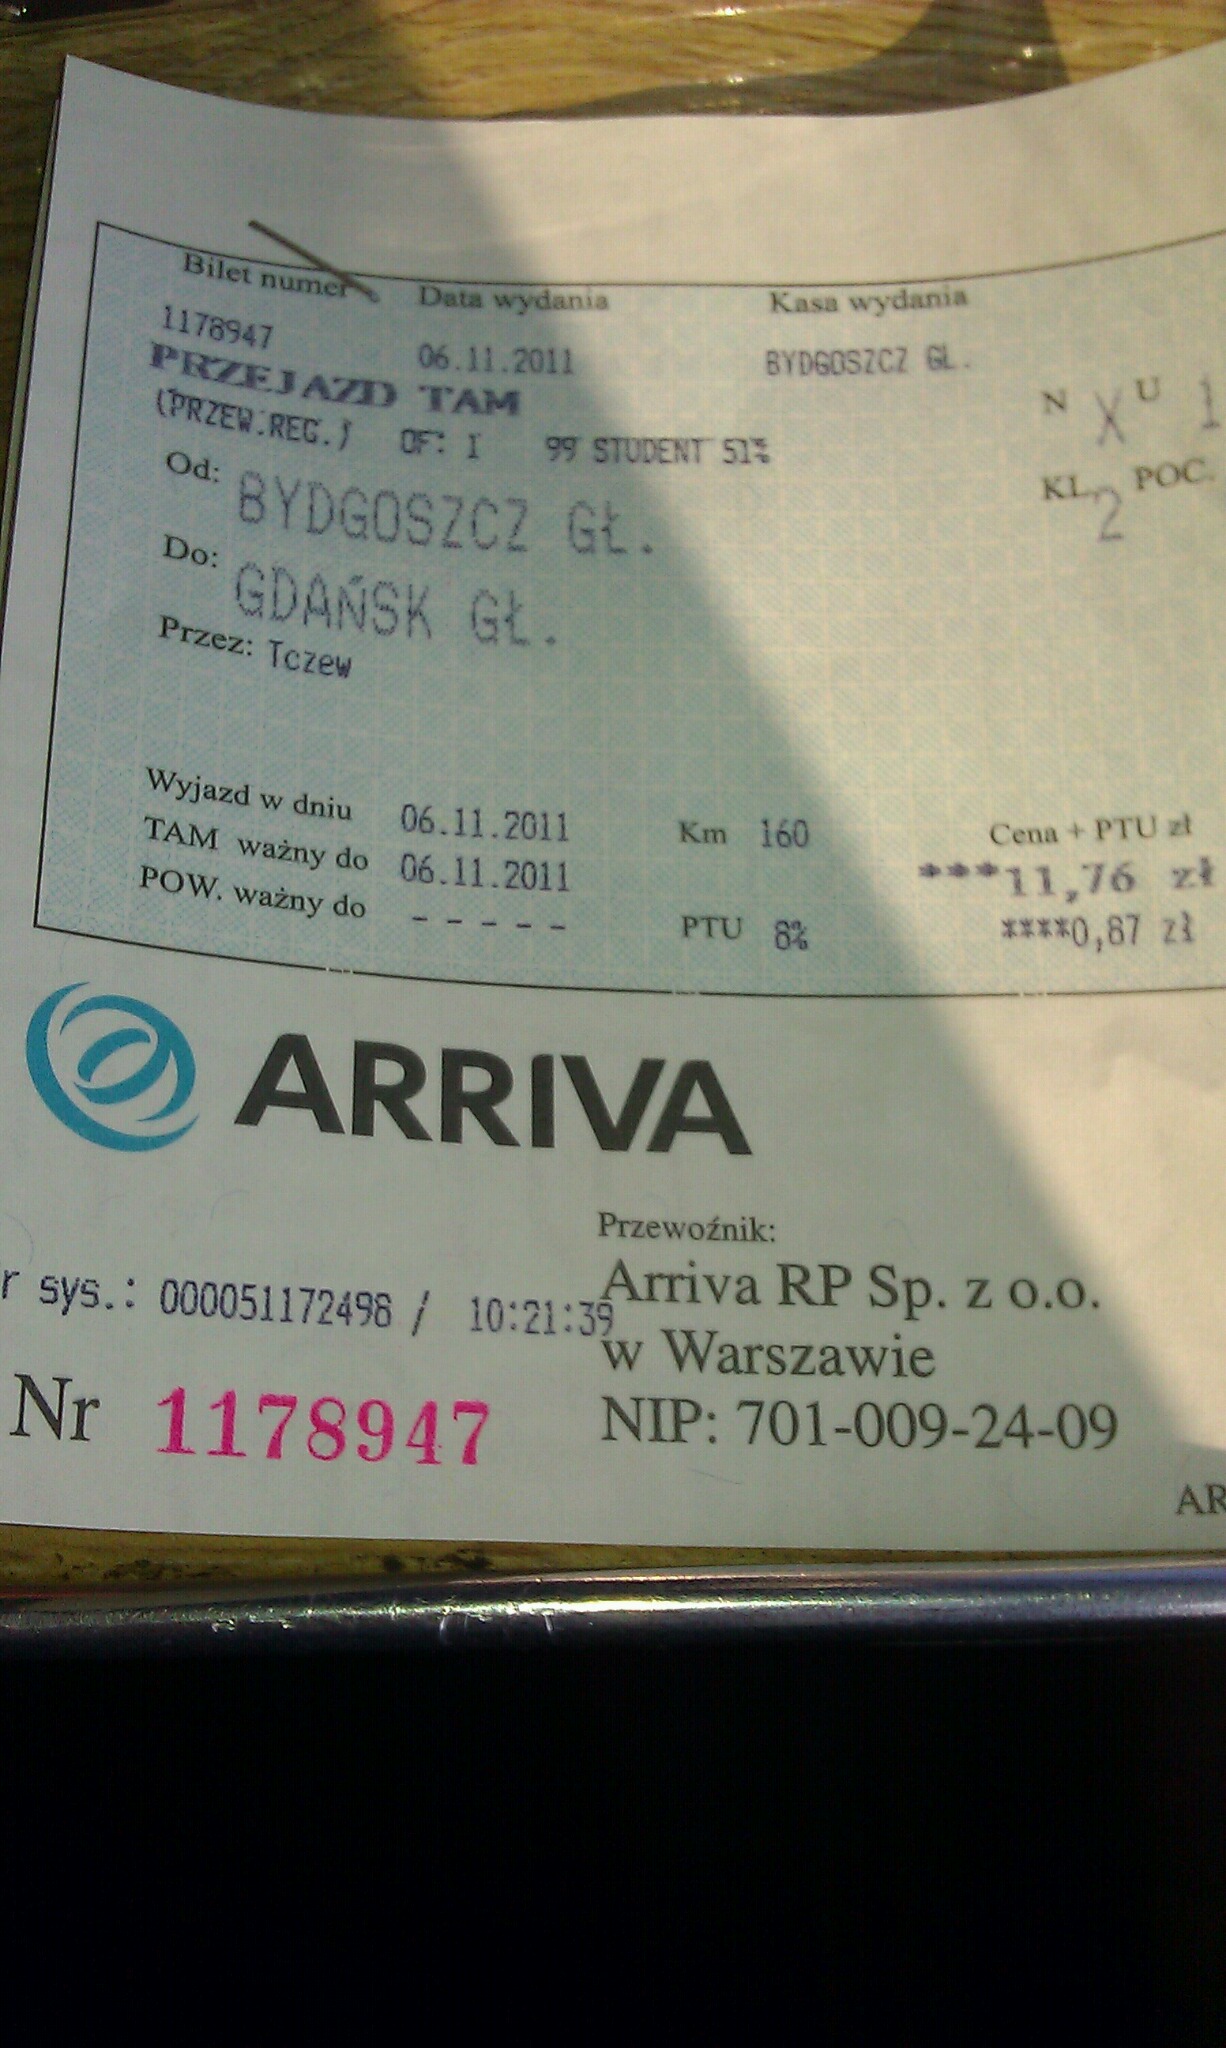 Bilet numer Data wydania Kasa wydania
1178947 06.11.2011 BYDGOSZCZ GŁ.
PRZEJAZD TAM
(PRZEW.REG.) OF: I 99 STUDENT 51% N X U 1
Od: BYDGOSZCZ GŁ. KL. 2 POC.
Do: GDAŃSK GŁ.
Przez: Tczew
Wyjazd w dniu 06.11.2011 Km 160 Cena + PTU zł
TAM ważny do 06.11.2011 ***11,76 zł
POW. ważny do - - - - - PTU 8% ****0,87 zł
ARRIVA
Przewoźnik:
r sys.: 000051172498 / 10:21:39 Arriva RP Sp. z o.o.
w Warszawie
Nr 1178947 NIP: 701-009-24-09
AR